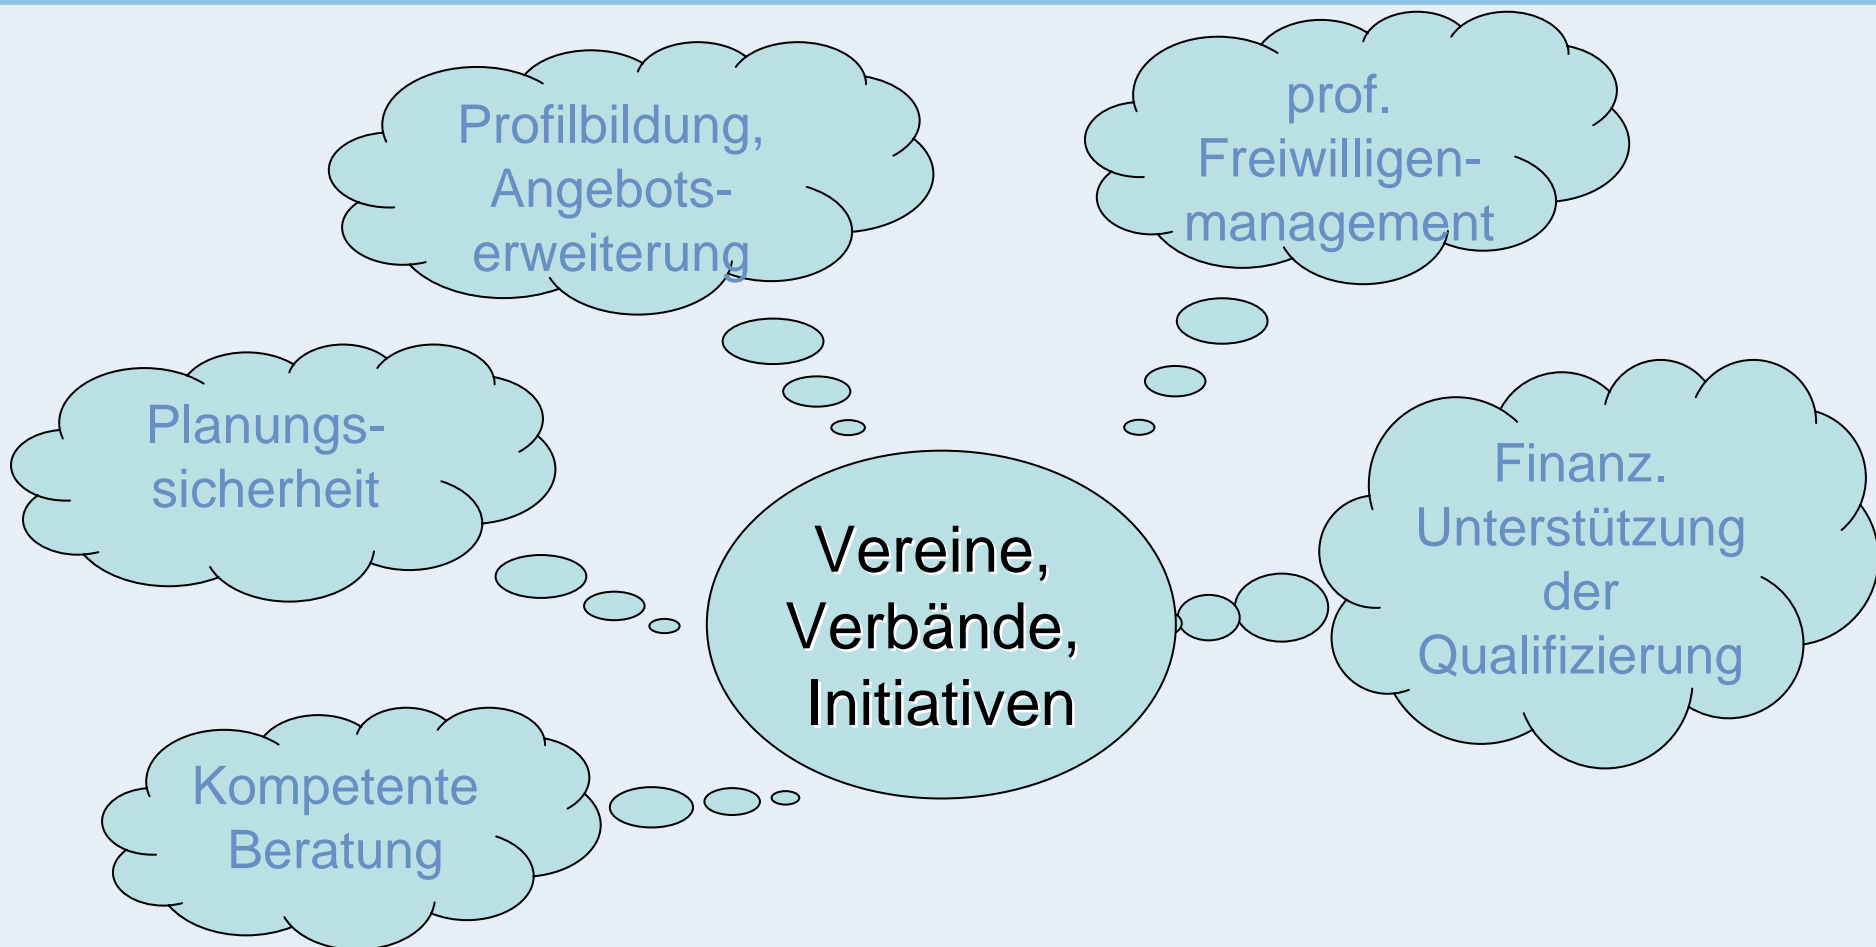 Profilbildung,
Angebots-
erweiterung
prof.
Freiwilligen-
management
Planungs-
sicherheit
Finanz.
Unterstützung
der
Qualifizierung
Vereine,
Verbände,
Initiativen
Kompetente
Beratung